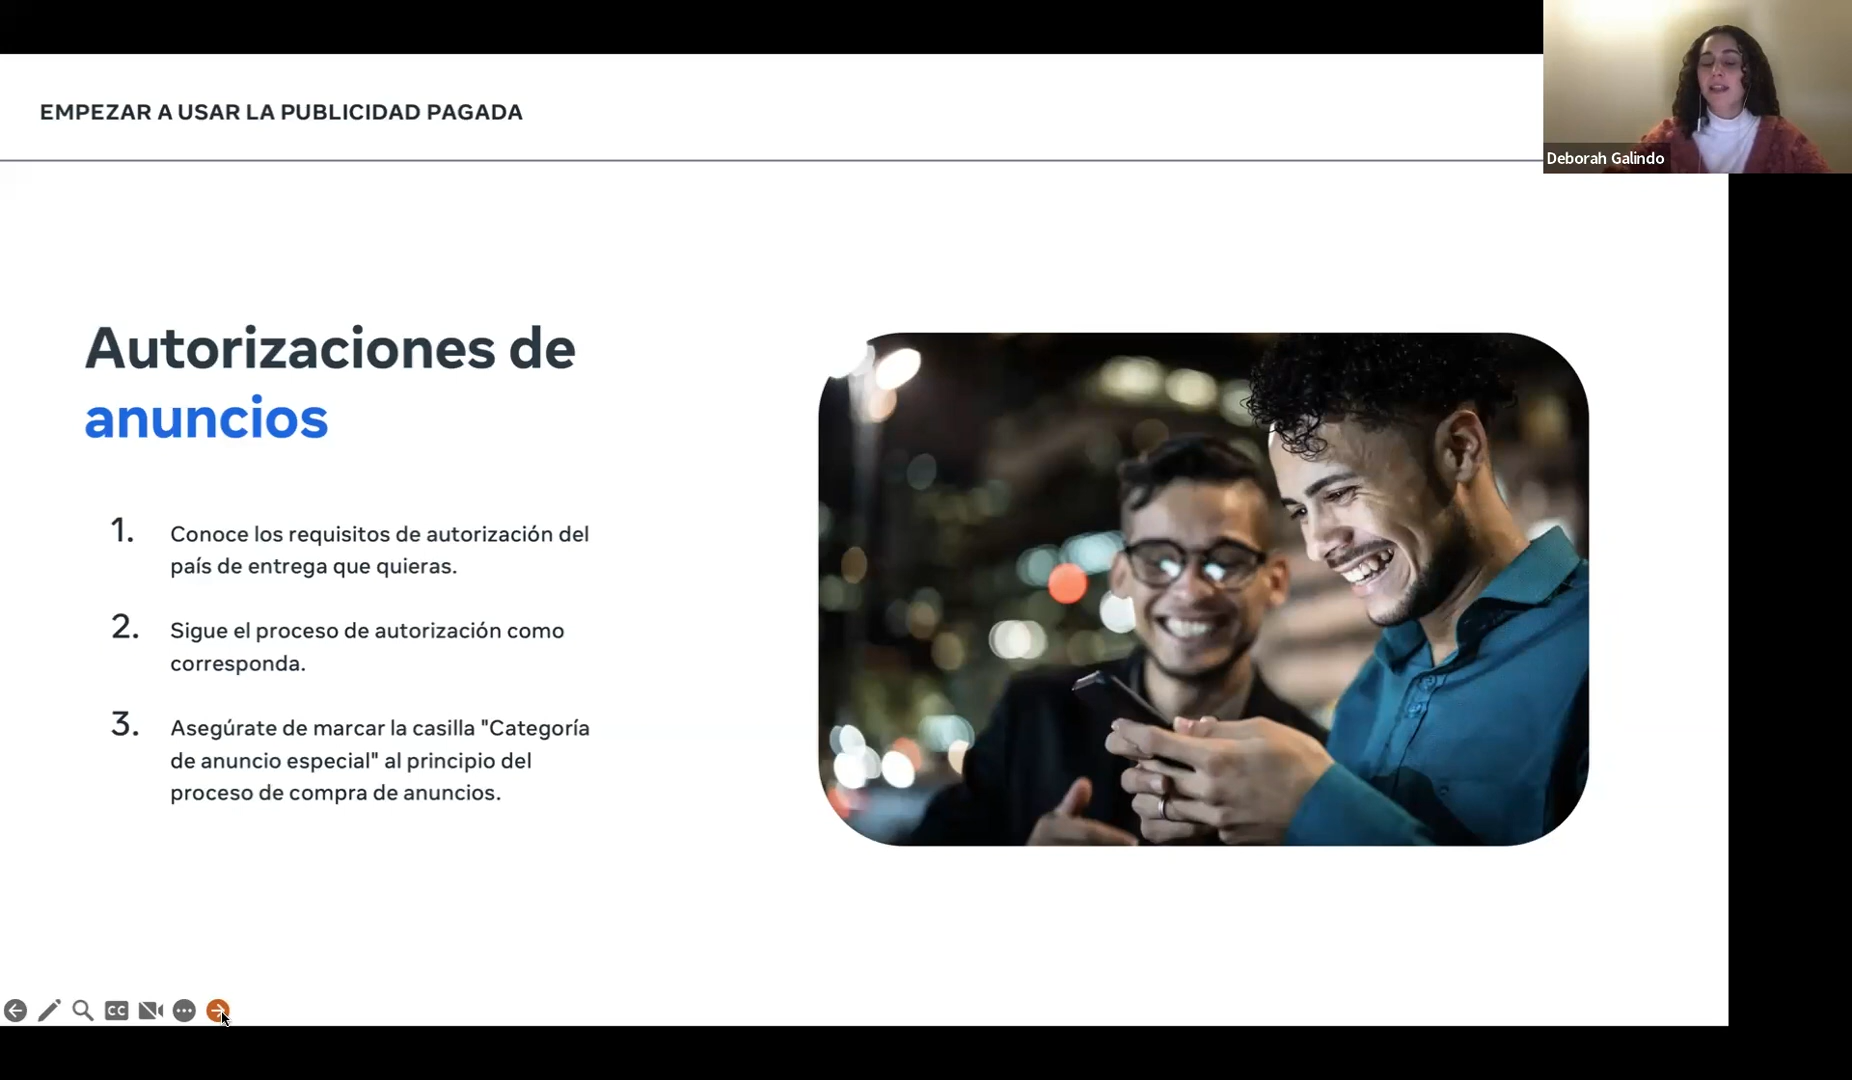 EMPEZAR A USAR LA PUBLICIDAD PAGADA
Deborah Galindo
Autorizaciones de
anuncios
1. Conoce los requisitos de autorización del
país de entrega que quieras.
2. Sigue el proceso de autorización como
corresponda.
3. Asegúrate de marcar la casilla "Categoría
de anuncio especial" al principio del
proceso de compra de anuncios.
CC